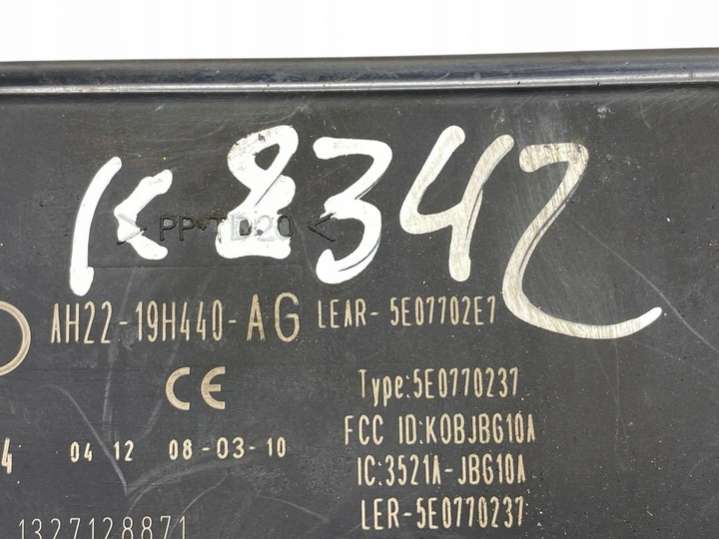 K8342
>PP-TD20<
AH22-19H440-AG LEAR-5E07702E7
CE
Type:5E0770237
FCC ID:KOBJBG10A
4 04 12 08-03-10
IC:3521A-JBG10A
LER-5E0770237
1327128871